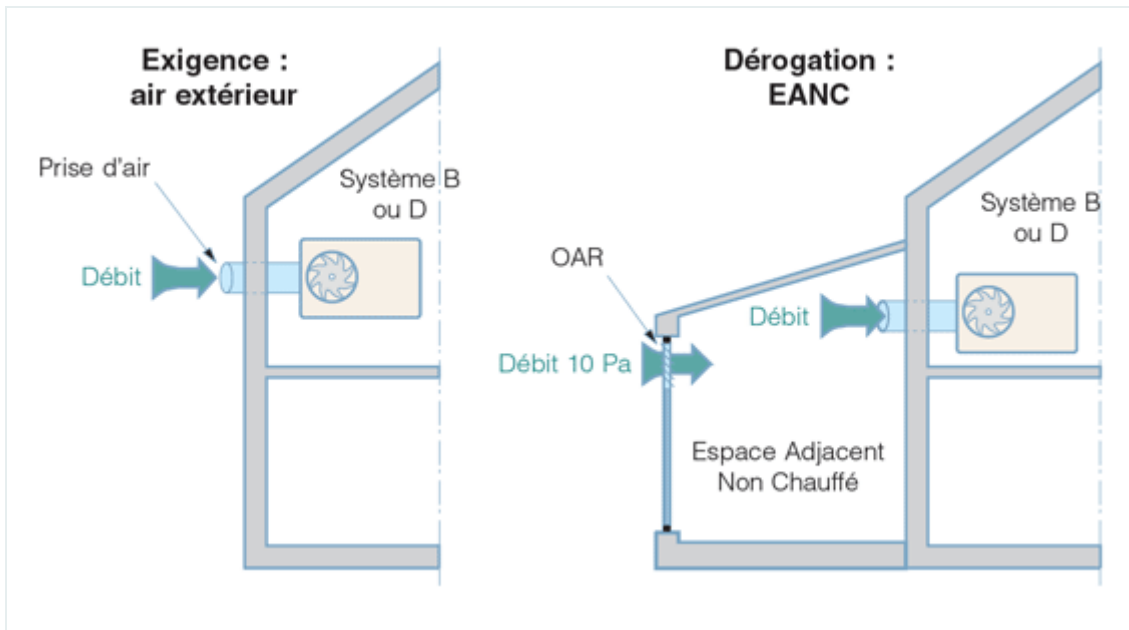 Exigence :
air extérieur
Prise d'air
Système B
ou D
Débit
Dérogation :
EANC
OAR
Système B
ou D
Débit
Débit 10 Pa
Espace Adjacent
Non Chauffé